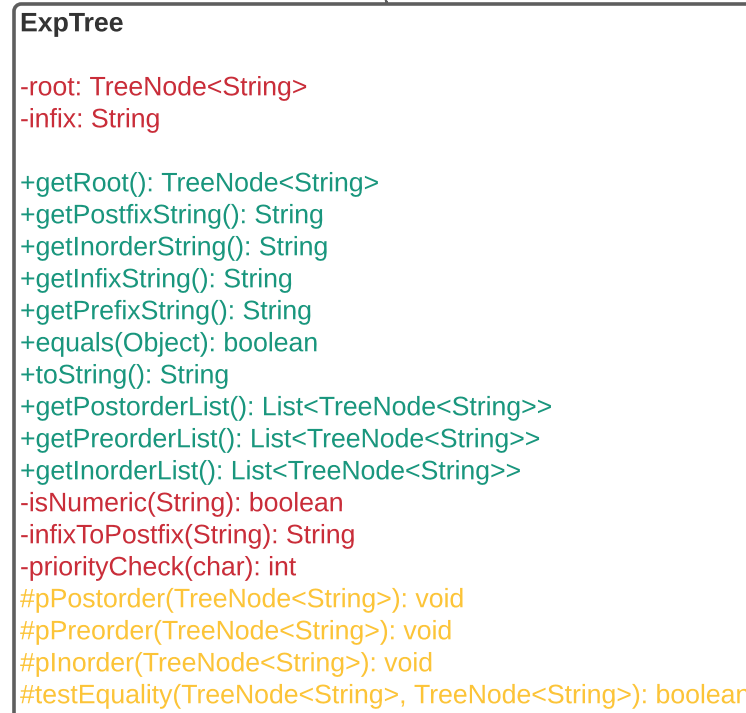 ExpTree
-root: TreeNode<String>
-infix: String
+getRoot(): TreeNode<String>
+getPostfixString(): String
+getInorderString(): String
+getInfixString(): String
+getPrefixString(): String
+equals(Object): boolean
+toString(): String
+getPostorderList(): List<TreeNode<String>>
+getPreorderList(): List<TreeNode<String>>
+getInorderList(): List<TreeNode<String>>
-isNumeric(String): boolean
-infixToPostfix(String): String
-priorityCheck(char): int
#pPostorder(TreeNode<String>): void
#pPreorder(TreeNode<String>): void
#pInorder(TreeNode<String>): void
#testEquality(TreeNode<String>, TreeNode<String>): boolean